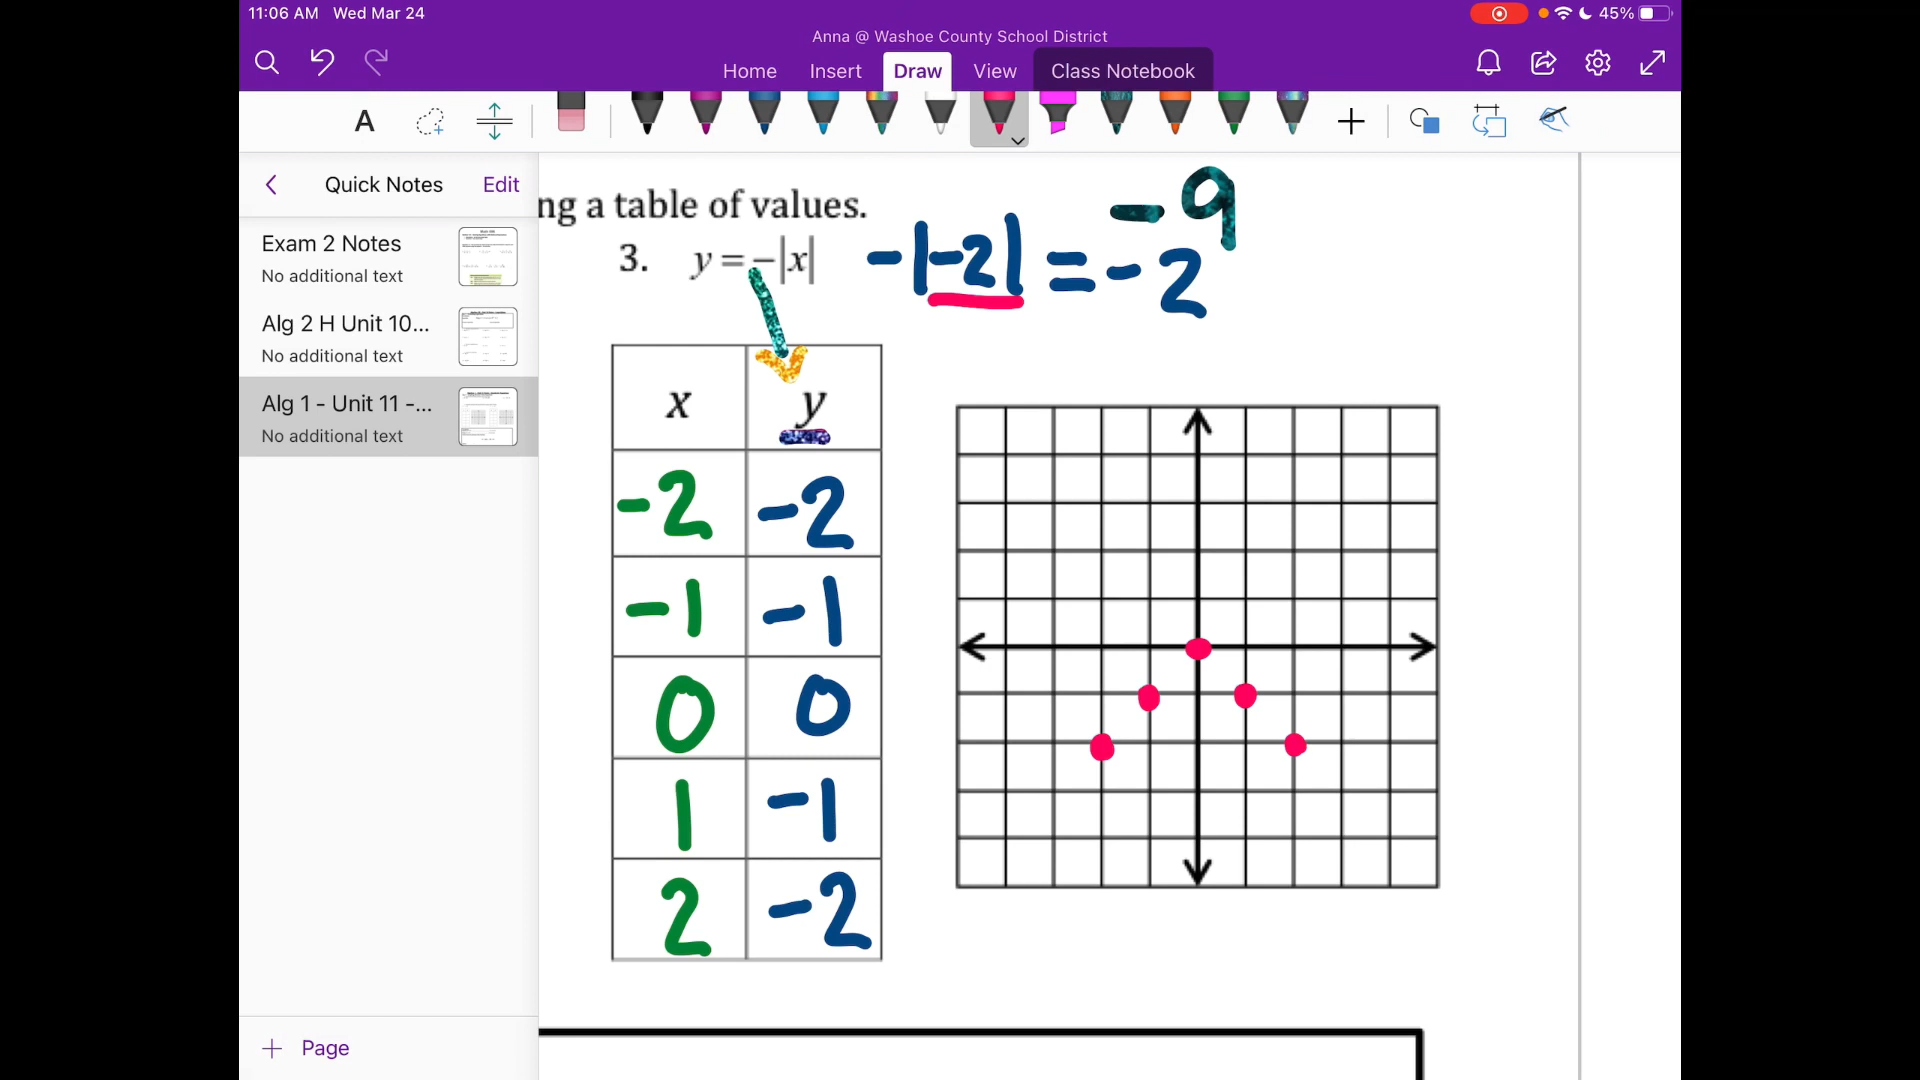 11:06 AM Wed Mar 24
45%
Anna @ Washoe County School District
Home Insert Draw View Class Notebook
A
Quick Notes Edit
Exam 2 Notes
No additional text
Alg 2 H Unit 10...
No additional text
Alg 1 - Unit 11 -...
No additional text
+ Page
ng a table of values.
-9
3. y = -|x|
-|-2| = -2
x y
-2 -2
-1 -1
0 0
1 -1
2 -2